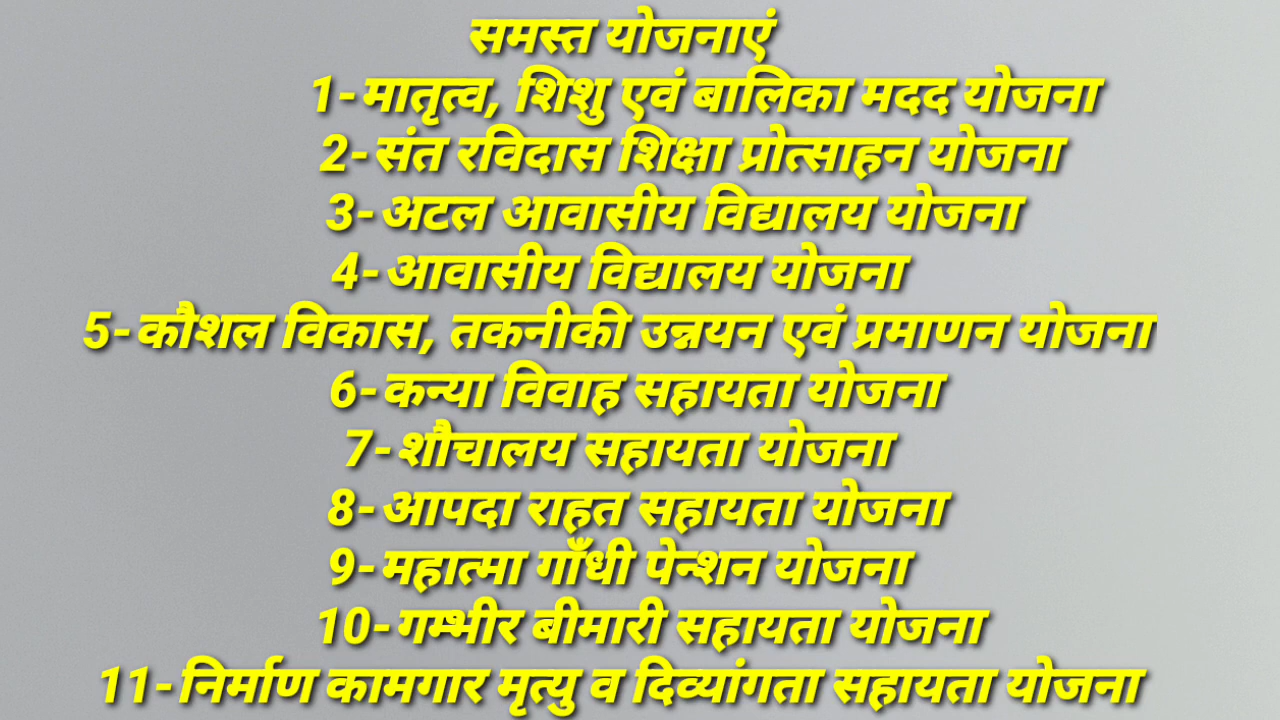 समस्त योजनाएं
1-मातृत्व, शिशु एवं बालिका मदद योजना
2-संत रविदास शिक्षा प्रोत्साहन योजना
3-अटल आवासीय विद्यालय योजना
4-आवासीय विद्यालय योजना
5-कौशल विकास, तकनीकी उन्नयन एवं प्रमाणन योजना
6-कन्या विवाह सहायता योजना
7-शौचालय सहायता योजना
8-आपदा राहत सहायता योजना
9-महात्मा गाँधी पेन्शन योजना
10-गम्भीर बीमारी सहायता योजना
11-निर्माण कामगार मृत्यु व दिव्यांगता सहायता योजना